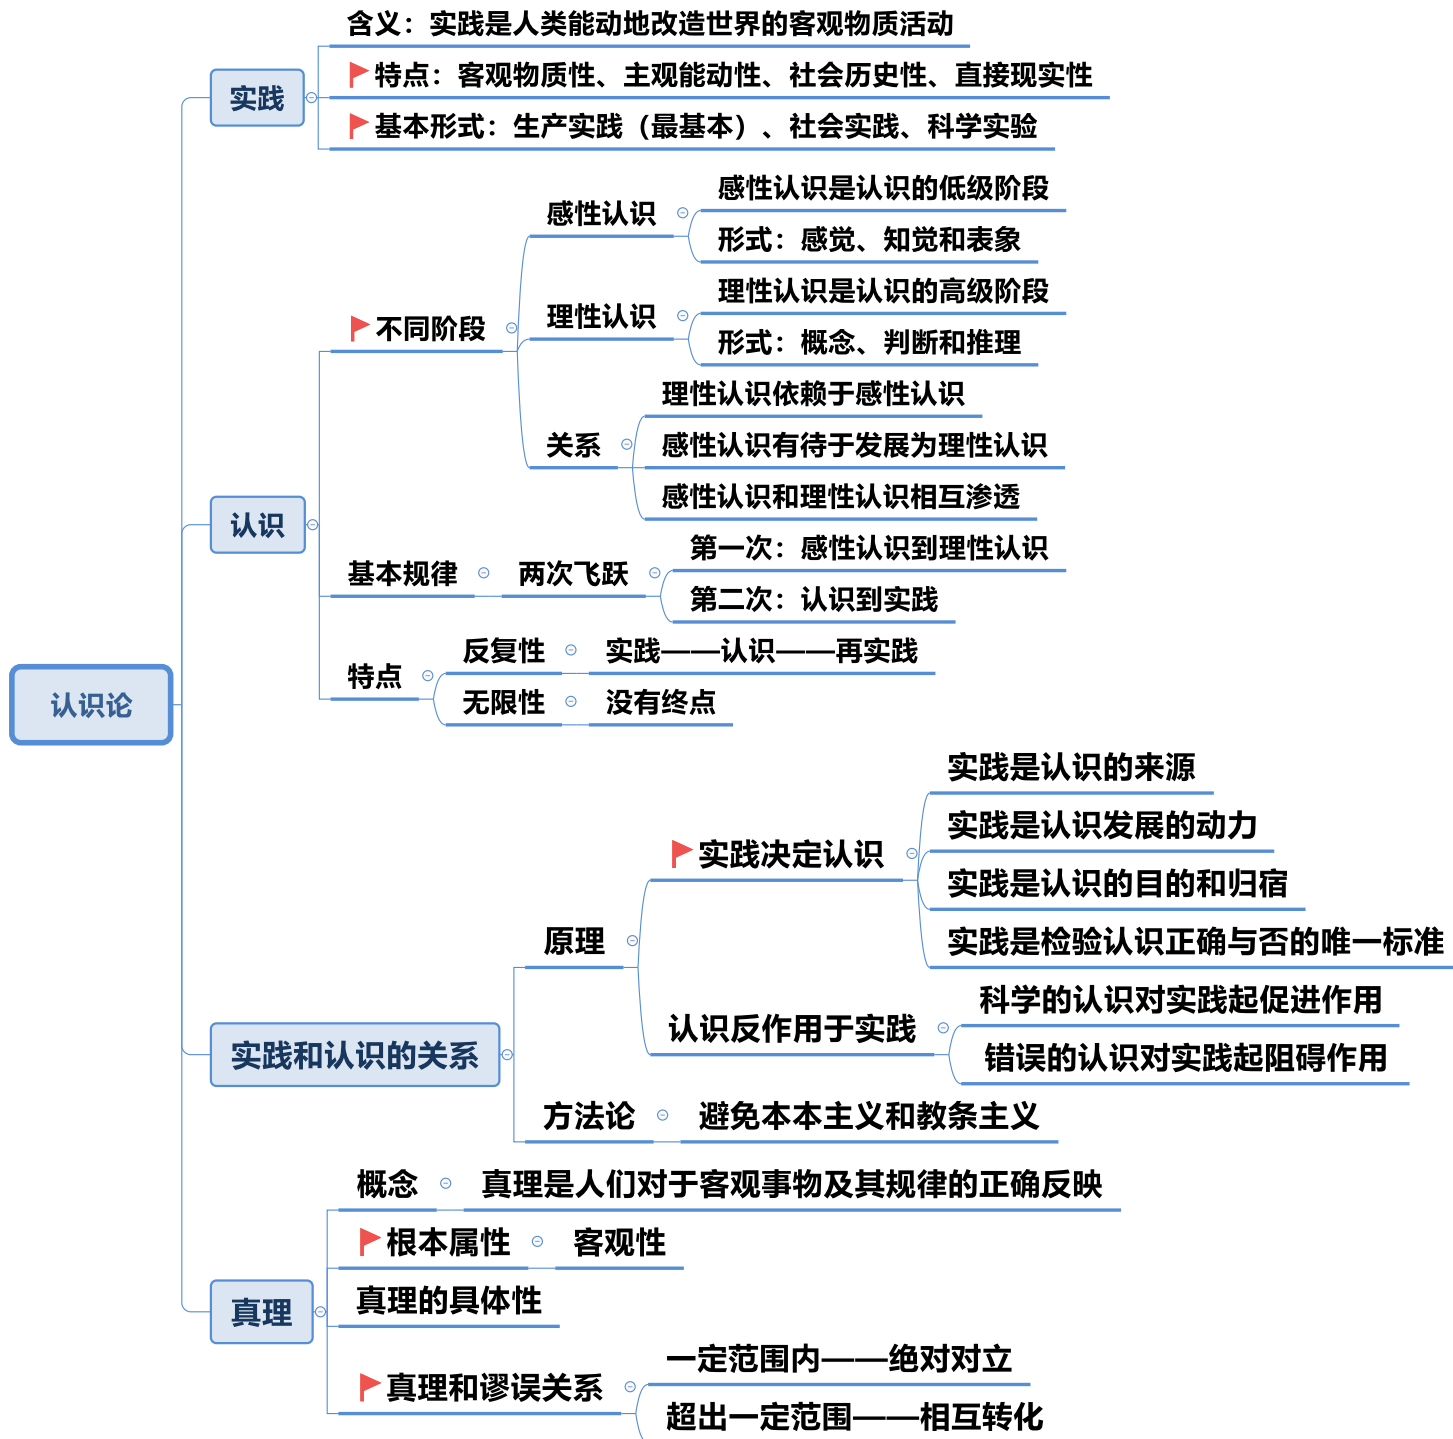 认识论
实践
含义：实践是人类能动地改造世界的客观物质活动
特点：客观物质性、主观能动性、社会历史性、直接现实性
基本形式：生产实践（最基本）、社会实践、科学实验
认识
不同阶段
感性认识
感性认识是认识的低级阶段
形式：感觉、知觉和表象
理性认识
理性认识是认识的高级阶段
形式：概念、判断和推理
关系
理性认识依赖于感性认识
感性认识有待于发展为理性认识
感性认识和理性认识相互渗透
基本规律
两次飞跃
第一次：感性认识到理性认识
第二次：认识到实践
特点
反复性
实践——认识——再实践
无限性
没有终点
实践和认识的关系
原理
实践决定认识
实践是认识的来源
实践是认识发展的动力
实践是认识的目的和归宿
实践是检验认识正确与否的唯一标准
认识反作用于实践
科学的认识对实践起促进作用
错误的认识对实践起阻碍作用
方法论
避免本本主义和教条主义
真理
概念
真理是人们对于客观事物及其规律的正确反映
根本属性
客观性
真理的具体性
真理和谬误关系
一定范围内——绝对对立
超出一定范围——相互转化